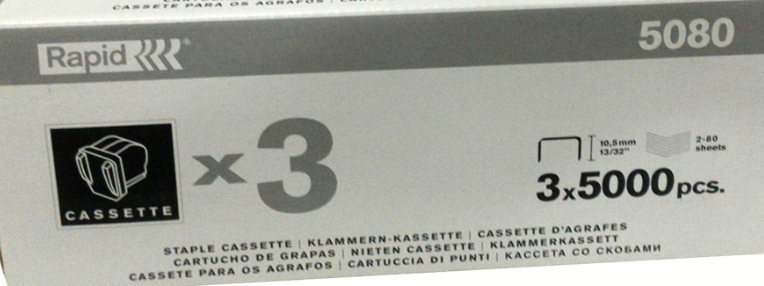 CASSETE PARA OS AGRAFOS |
Rapid
5080
CASSETTE
x3
10,5mm
13/32"
2-80
sheets
3x5000pcs.
STAPLE CASSETTE | KLAMMERN-KASSETTE | CASSETTE D'AGRAFES
CARTUCHO DE GRAPAS | NIETEN CASSETTE | KLAMMERKASSETT
CASSETE PARA OS AGRAFOS | CARTUCCIA DI PUNTI | КАССЕТА СО СКОБАМИ